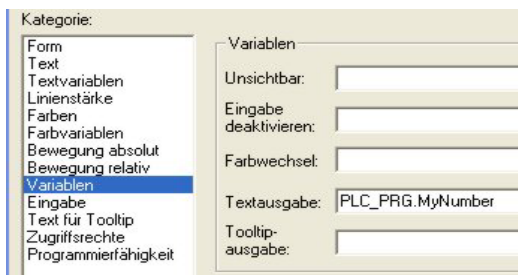 Kategorie:
Form
Text
Textvariablen
Linienstärke
Farben
Farbvariablen
Bewegung absolut
Bewegung relativ
Variablen
Eingabe
Text für Tooltip
Zugriffsrechte
Programmierfähigkeit
Variablen
Unsichtbar:
Eingabe
deaktivieren:
Farbwechsel:
Textausgabe: PLC_PRG.MyNumber
Tooltip-
ausgabe: